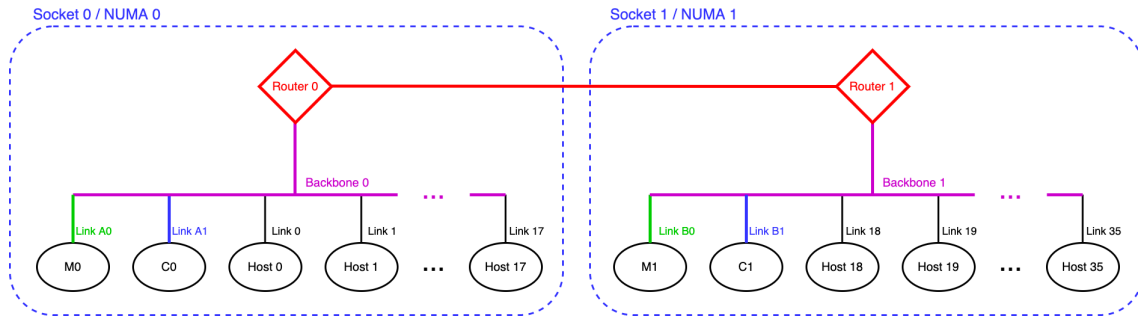 Socket 0 / NUMA 0
Socket 1 / NUMA 1
Router 0
Router 1
Backbone 0
...
Backbone 1
...
Link A0
Link A1
Link 0
Link 1
Link 17
Link B0
Link B1
Link 18
Link 19
Link 35
M0
C0
Host 0
Host 1
...
Host 17
M1
C1
Host 18
Host 19
...
Host 35